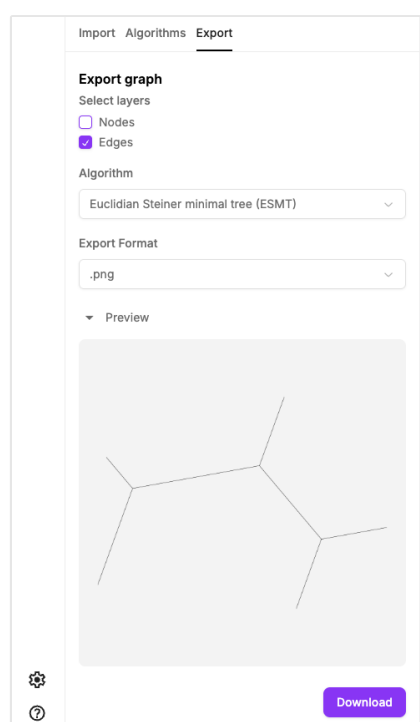 Import Algorithms Export
Export graph
Select layers
Nodes
Edges
Algorithm
Euclidian Steiner minimal tree (ESMT)
Export Format
.png
Preview
Download